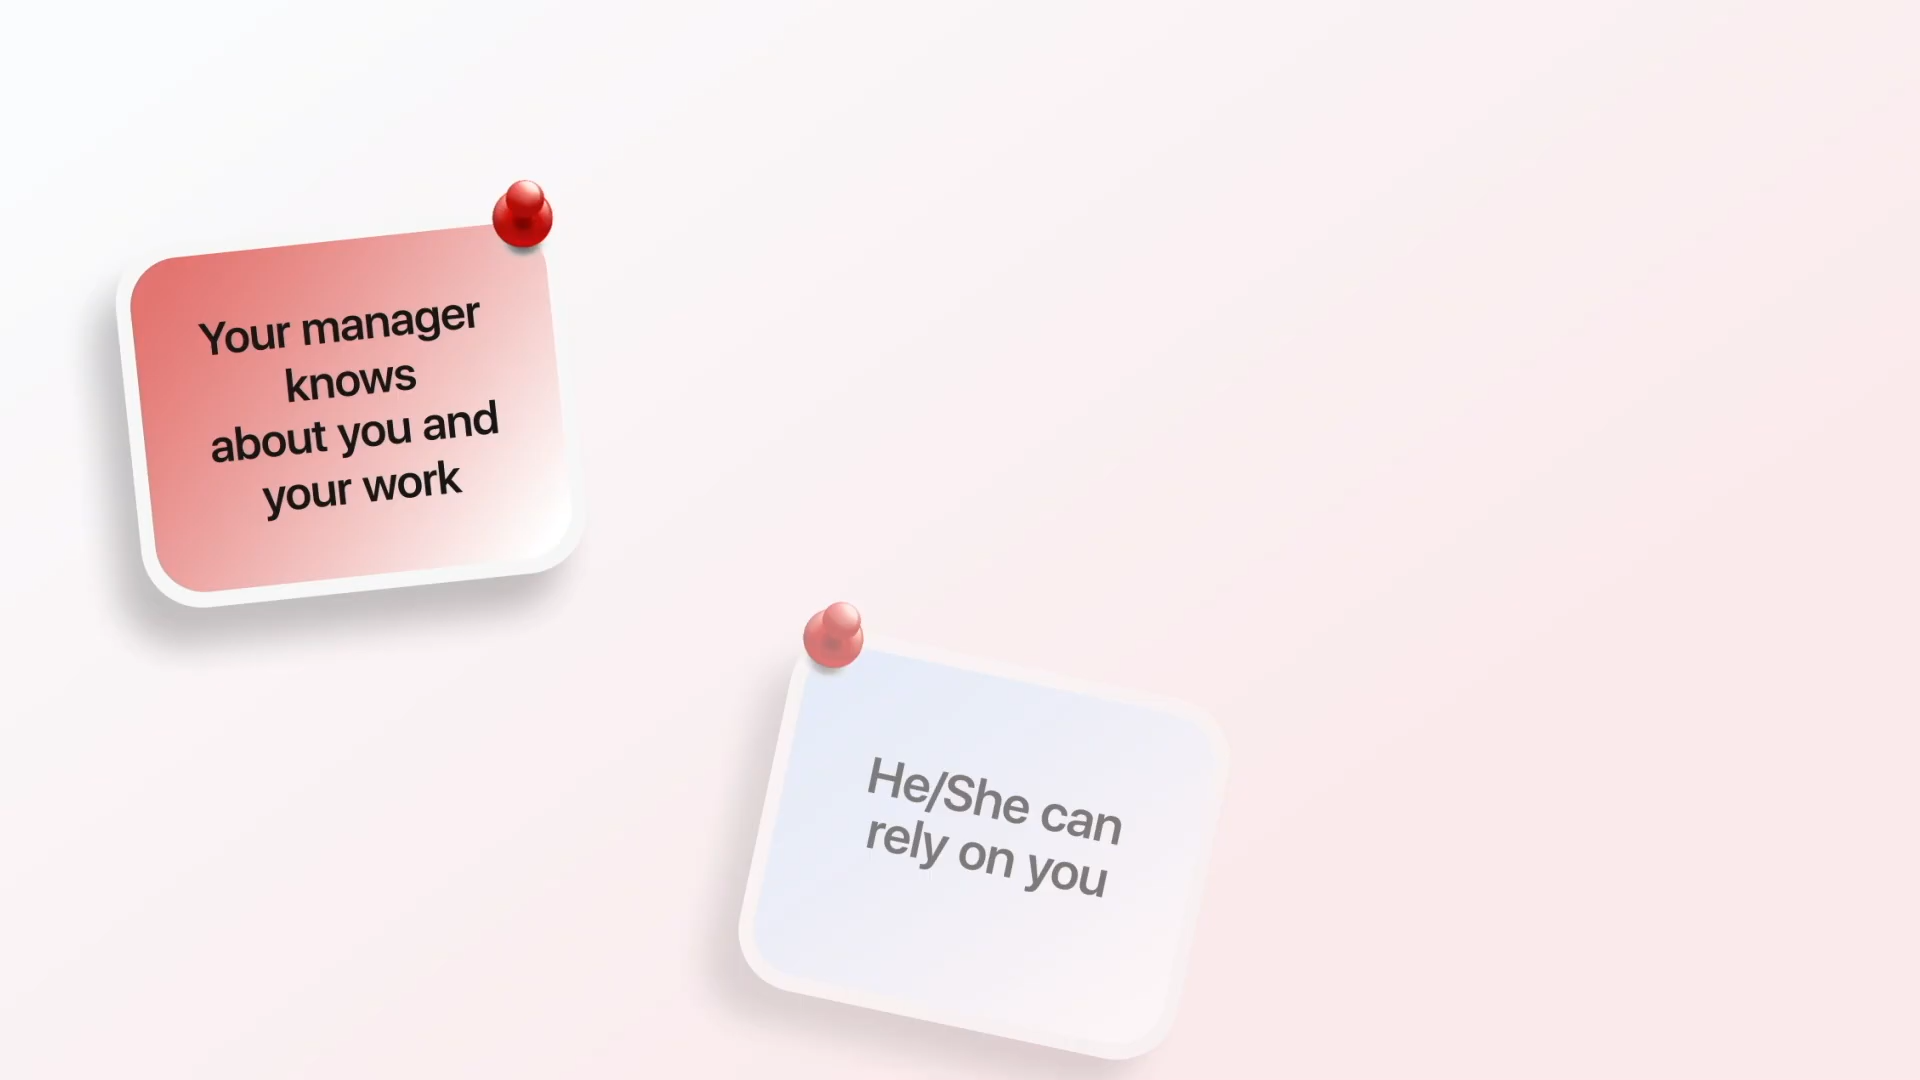 Your manager
knows
about you and
your work
He/She can
rely on you